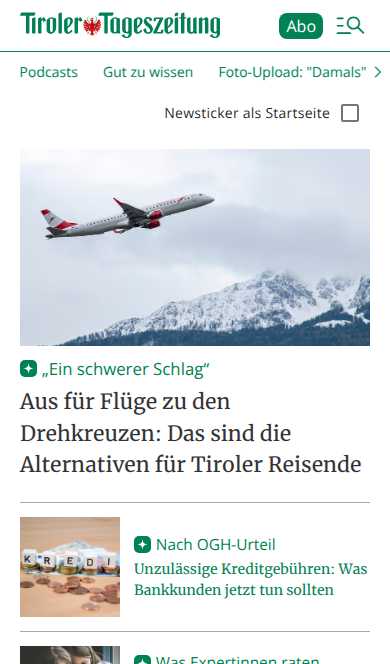 Tiroler Tageszeitung
Abo
Podcasts Gut zu wissen Foto-Upload: "Damals"
Newsticker als Startseite
„Ein schwerer Schlag“
Aus für Flüge zu den
Drehkreuzen: Das sind die
Alternativen für Tiroler Reisende
KREDI
Nach OGH-Urteil
Unzulässige Kreditgebühren: Was
Bankkunden jetzt tun sollten
Was Expertinnen raten